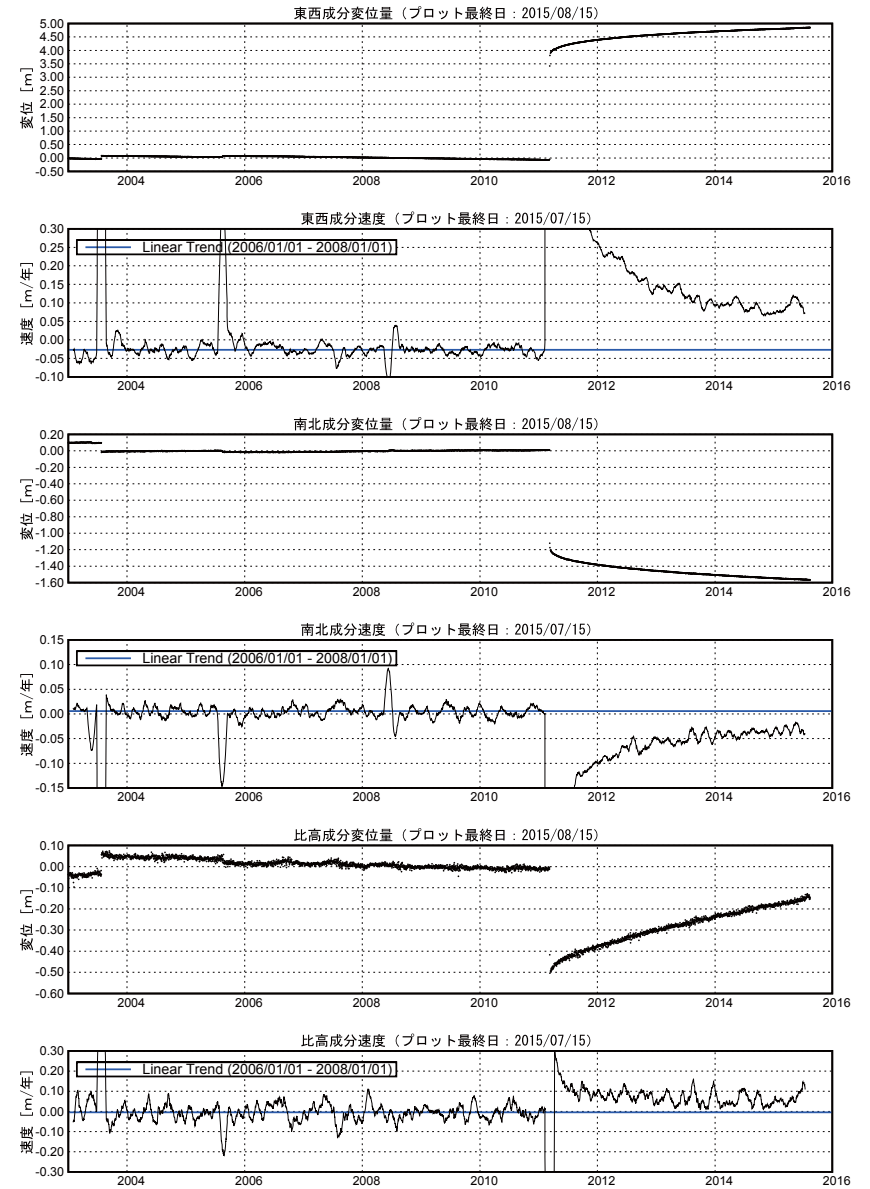 東西成分変位量（プロット最終日：2015/08/15）
変位 [m]
5.00
4.50
4.00
3.50
3.00
2.50
2.00
1.50
1.00
0.50
0.00
-0.50
2004 2006 2008 2010 2012 2014 2016
東西成分速度（プロット最終日：2015/07/15）
速度 [m/年]
0.30
0.25
0.20
0.15
0.10
0.05
0.00
-0.05
-0.10
Linear Trend (2006/01/01 - 2008/01/01)
2004 2006 2008 2010 2012 2014 2016
南北成分変位量（プロット最終日：2015/08/15）
変位 [m]
0.20
0.00
-0.20
-0.40
-0.60
-0.80
-1.00
-1.20
-1.40
-1.60
2004 2006 2008 2010 2012 2014 2016
南北成分速度（プロット最終日：2015/07/15）
速度 [m/年]
0.15
0.10
0.05
0.00
-0.05
-0.10
-0.15
Linear Trend (2006/01/01 - 2008/01/01)
2004 2006 2008 2010 2012 2014 2016
比高成分変位量（プロット最終日：2015/08/15）
変位 [m]
0.10
0.00
-0.10
-0.20
-0.30
-0.40
-0.50
-0.60
2004 2006 2008 2010 2012 2014 2016
比高成分速度（プロット最終日：2015/07/15）
速度 [m/年]
0.30
0.20
0.10
0.00
-0.10
-0.20
-0.30
Linear Trend (2006/01/01 - 2008/01/01)
2004 2006 2008 2010 2012 2014 2016